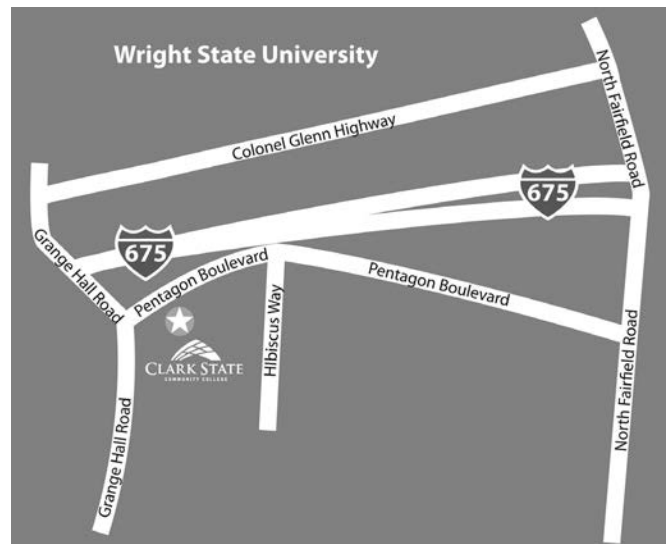 Wright State University
North Fairfield Road
Colonel Glenn Highway
675
675
Grange Hall Road
Pentagon Boulevard
Pentagon Boulevard
HIbiscus Way
CLARK STATE
COMMUNITY COLLEGE
Grange Hall Road
North Fairfield Road